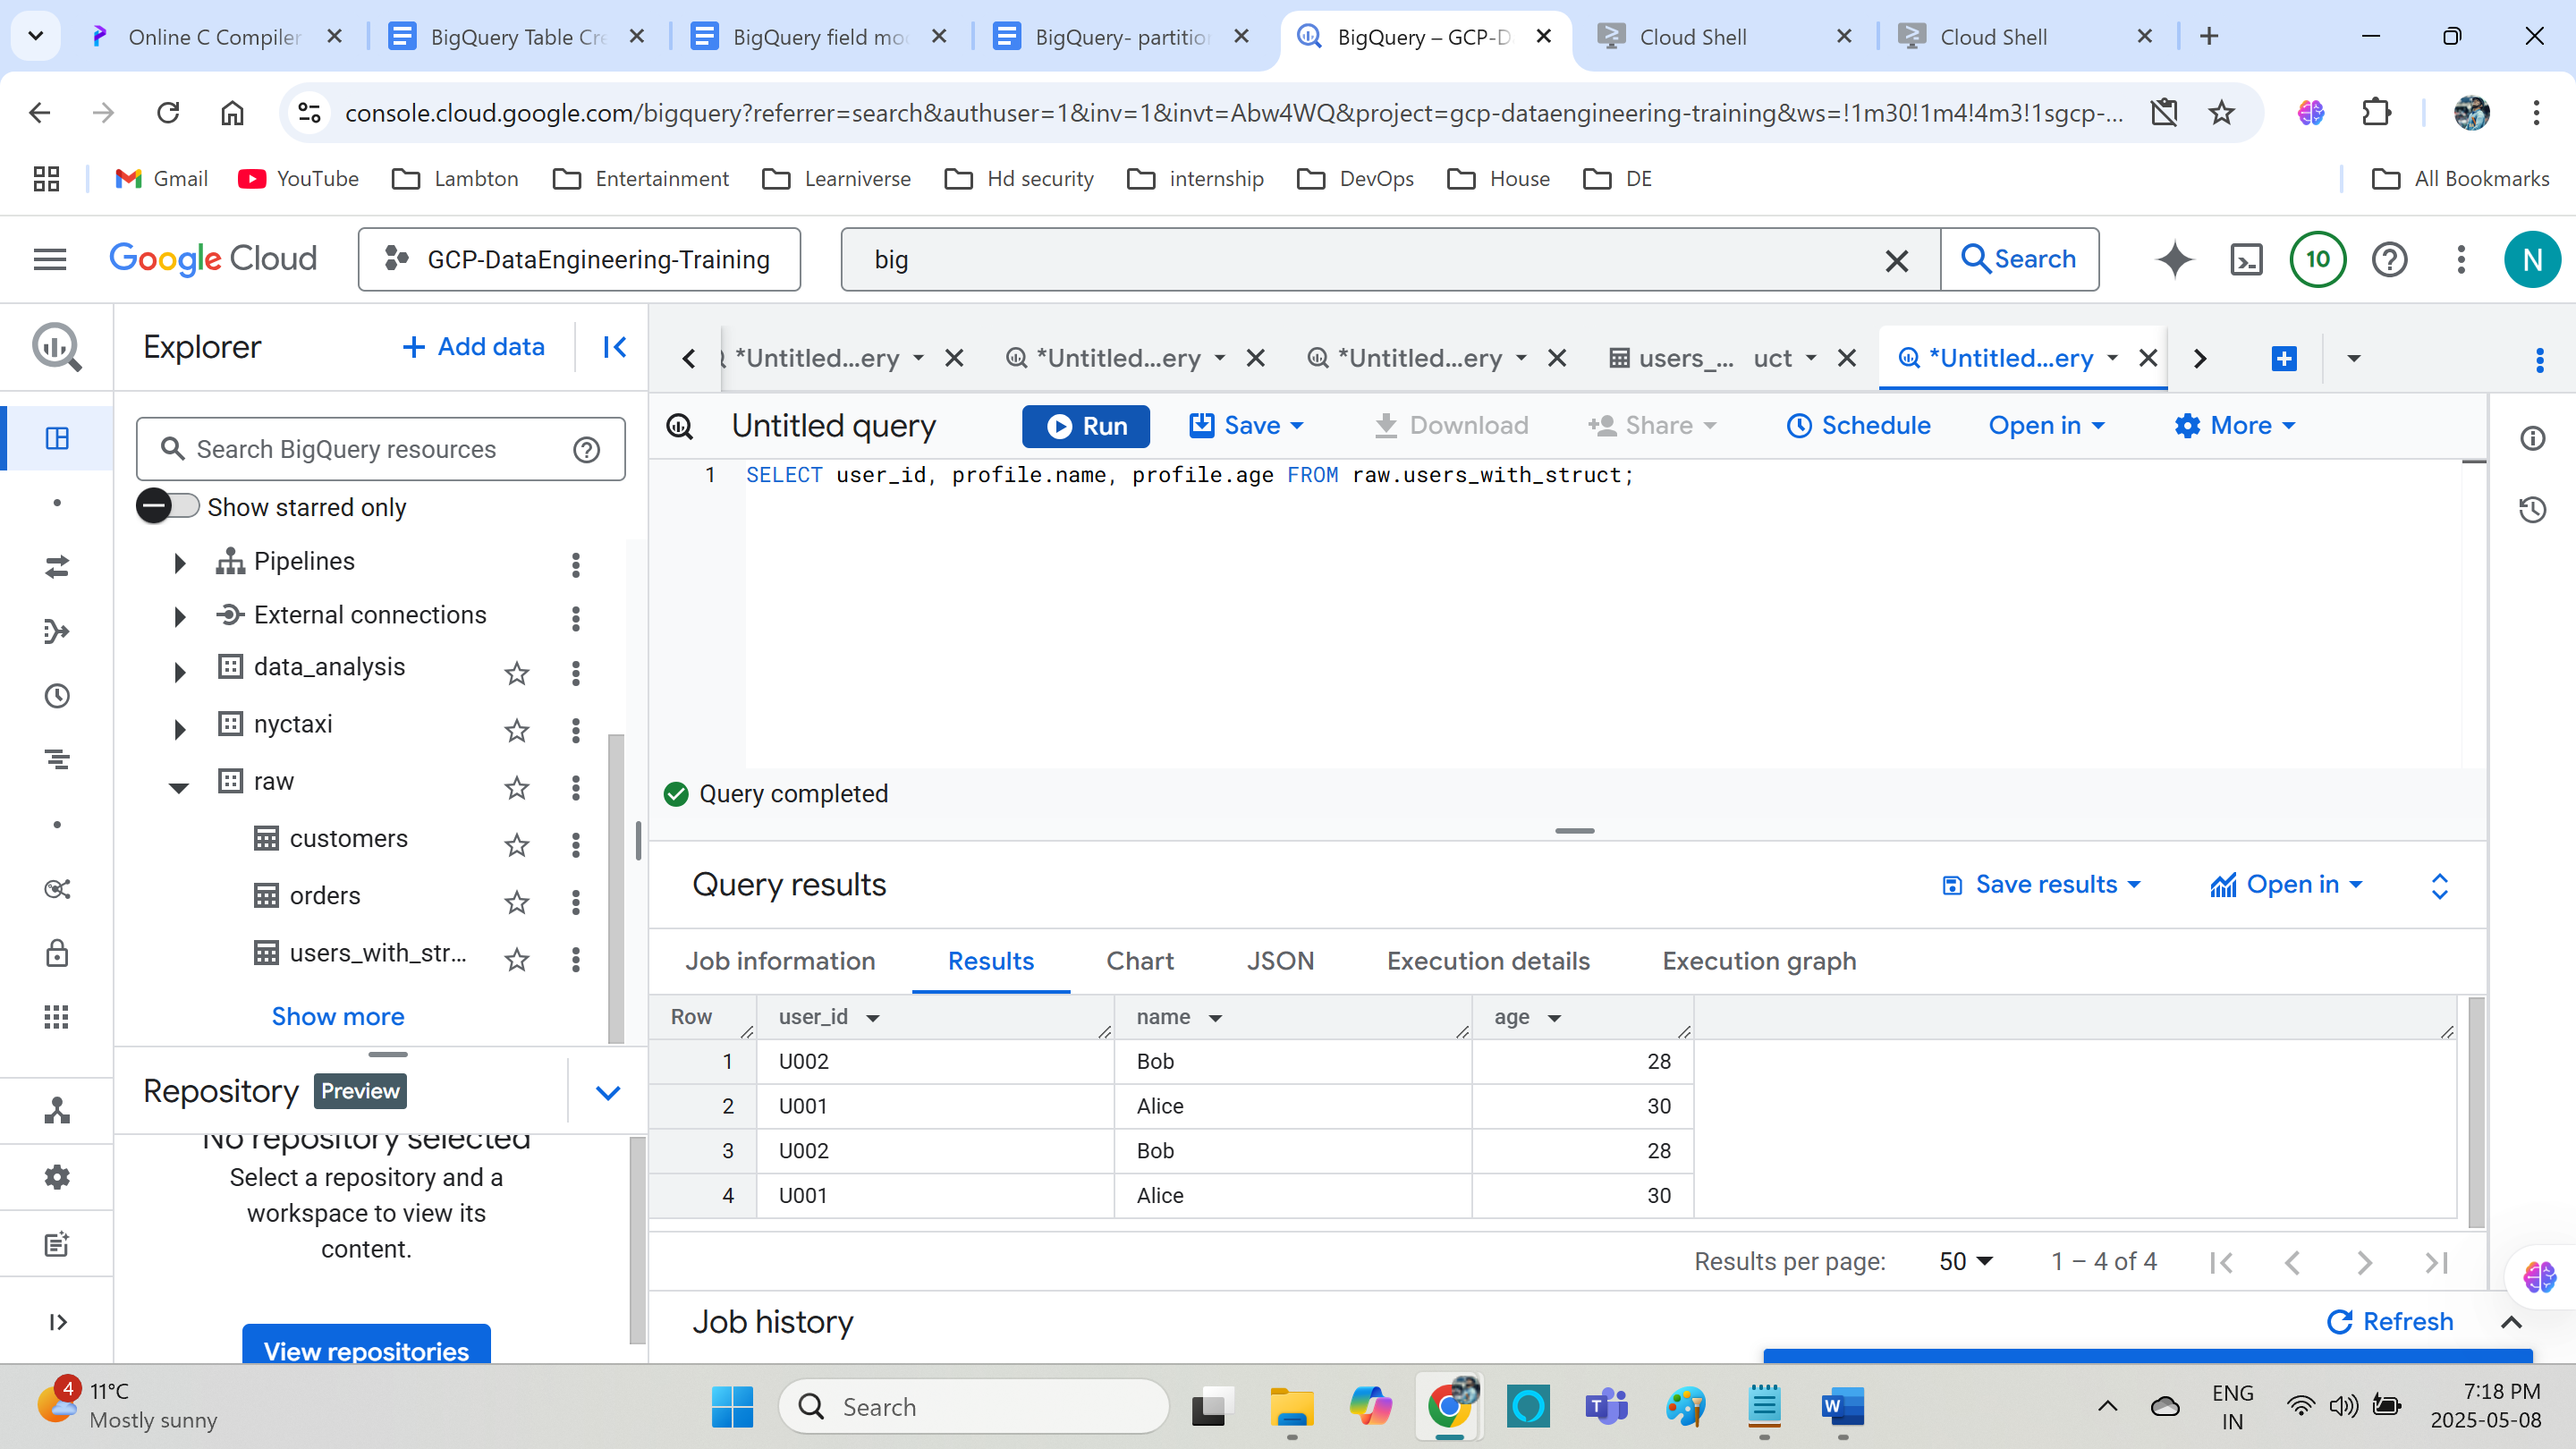 Online C Compiler
BigQuery Table Cre
BigQuery field mo
BigQuery- partition
BigQuery – GCP-D
Cloud Shell
Cloud Shell
console.cloud.google.com/bigquery?referrer=search&authuser=1&inv=1&invt=Abw4WQ&project=gcp-dataengineering-training&ws=!1m30!1m4!4m3!1sgcp-...
Gmail
YouTube
Lambton
Entertainment
Learniverse
Hd security
internship
DevOps
House
DE
All Bookmarks
Google Cloud
GCP-DataEngineering-Training
big
Search
10
N
Explorer
+ Add data
*Untitled...ery
*Untitled...ery
*Untitled...ery
users_... uct
*Untitled...ery
Search BigQuery resources
Show starred only
Untitled query
Run
Save
Download
Share
Schedule
Open in
More
1 SELECT user_id, profile.name, profile.age FROM raw.users_with_struct;
Pipelines
External connections
data_analysis
nyctaxi
raw
customers
orders
users_with_str...
Show more
Query completed
Query results
Save results
Open in
Job information
Results
Chart
JSON
Execution details
Execution graph
Row user_id name age
1 U002 Bob 28
2 U001 Alice 30
3 U002 Bob 28
4 U001 Alice 30
Results per page: 50 1 – 4 of 4
Job history
Refresh
Repository Preview
No repository selected
Select a repository and a
workspace to view its
content.
View repositories
4
11°C
Mostly sunny
Search
ENG
IN
7:18 PM
2025-05-08